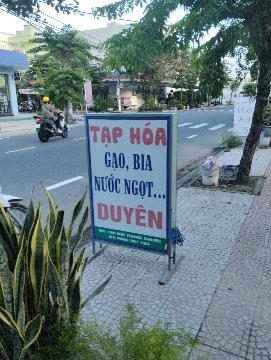 TẠP HÓA
GẠO, BIA
NƯỚC NGỌT...
DUYÊN